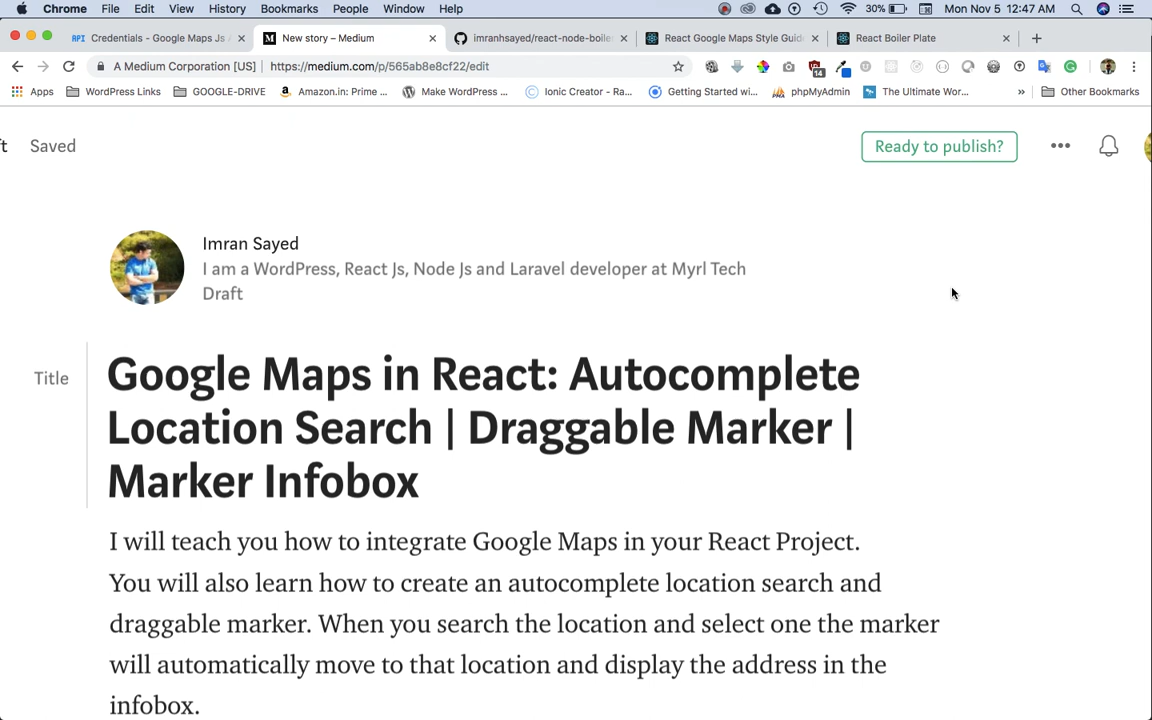 Chrome File Edit View History Bookmarks People Window Help 30% Mon Nov 5 12:47 AM
API Credentials - Google Maps Js New story – Medium imranhsayed/react-node-boile React Google Maps Style Guid React Boiler Plate
A Medium Corporation [US] | https://medium.com/p/565ab8e8cf22/edit 14
Apps WordPress Links GOOGLE-DRIVE Amazon.in: Prime ... Make WordPress ... Ionic Creator - Ra... Getting Started wi... phpMyAdmin The Ultimate Wor... » Other Bookmarks
ft Saved Ready to publish?
Imran Sayed
I am a WordPress, React Js, Node Js and Laravel developer at Myrl Tech
Draft
Title
Google Maps in React: Autocomplete
Location Search | Draggable Marker |
Marker Infobox
I will teach you how to integrate Google Maps in your React Project.
You will also learn how to create an autocomplete location search and
draggable marker. When you search the location and select one the marker
will automatically move to that location and display the address in the
infobox.